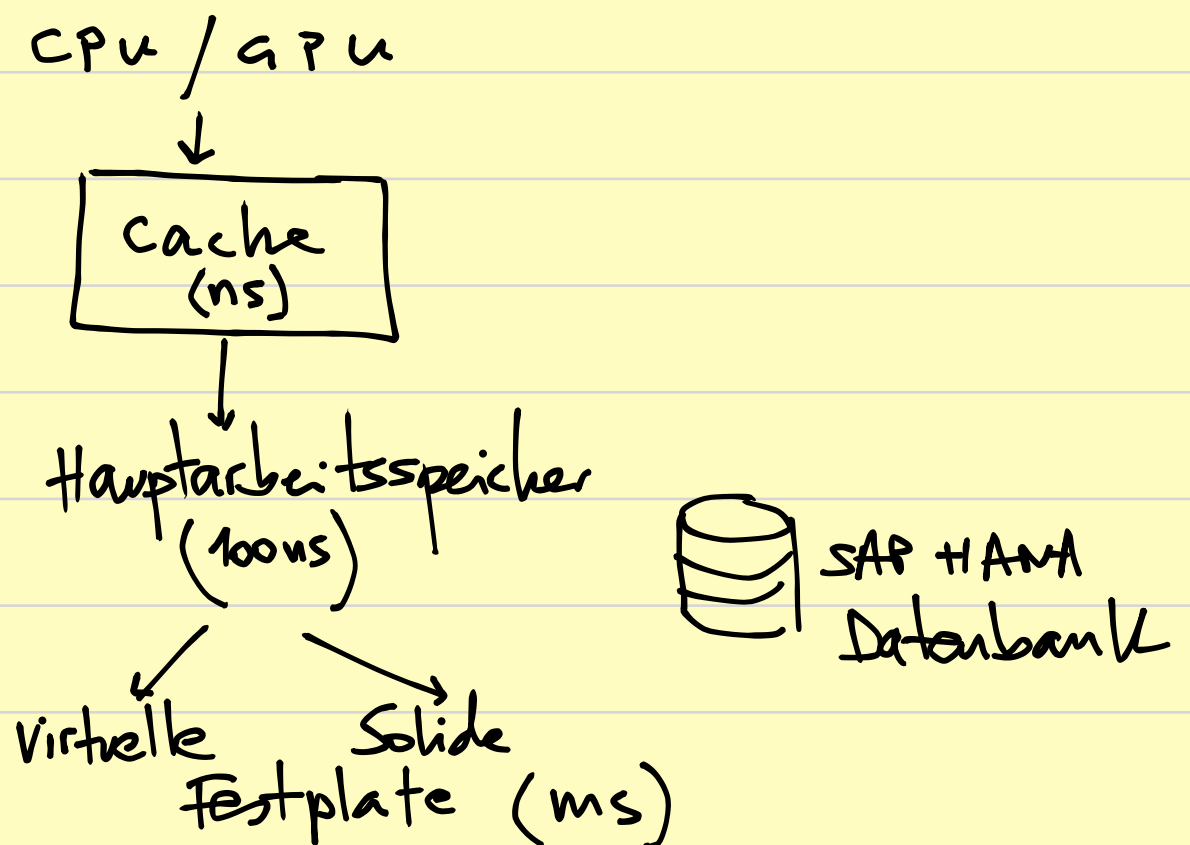 CPU / GPU
Cache
(ns)
Hauptarbeitsspeicher
(100ns)
SAP HANA
Datenbank
Virtuelle Solide
Festplate (ms)